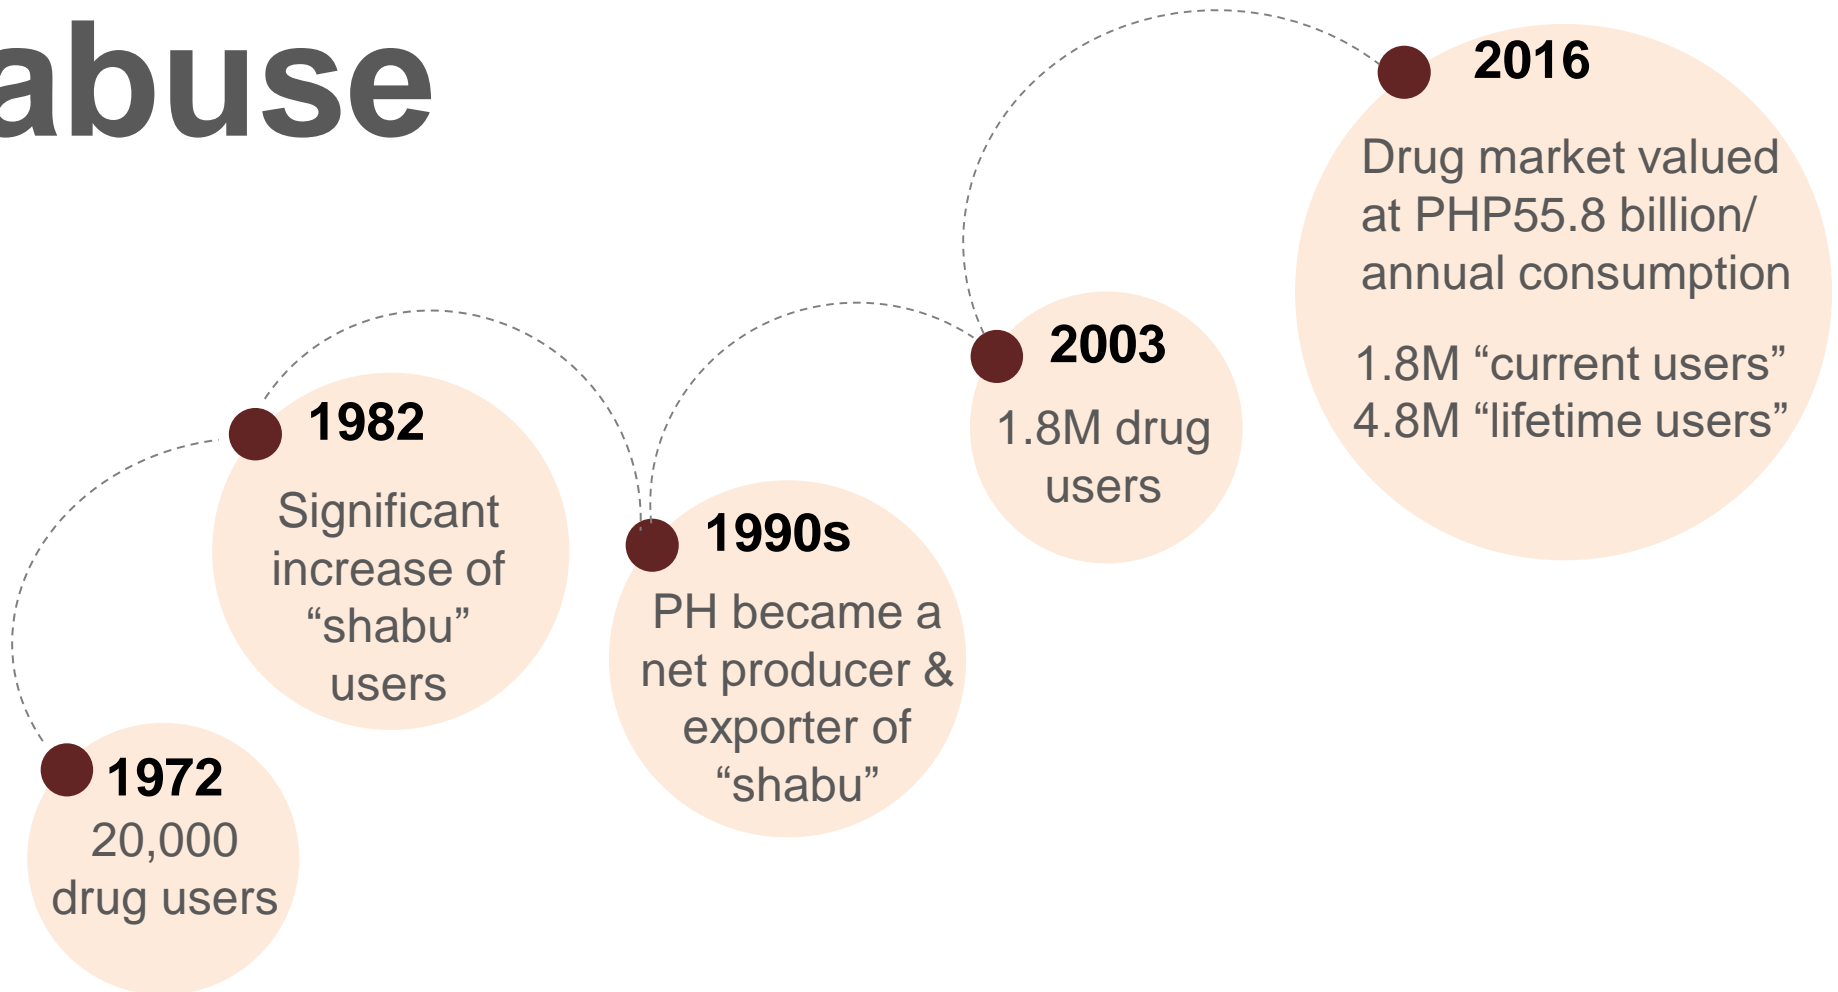 abuse
1972
20,000
drug users
1982
Significant
increase of
“shabu”
users
1990s
PH became a
net producer &
exporter of
“shabu”
2003
1.8M drug
users
2016
Drug market valued
at PHP55.8 billion/
annual consumption
1.8M “current users”
4.8M “lifetime users”